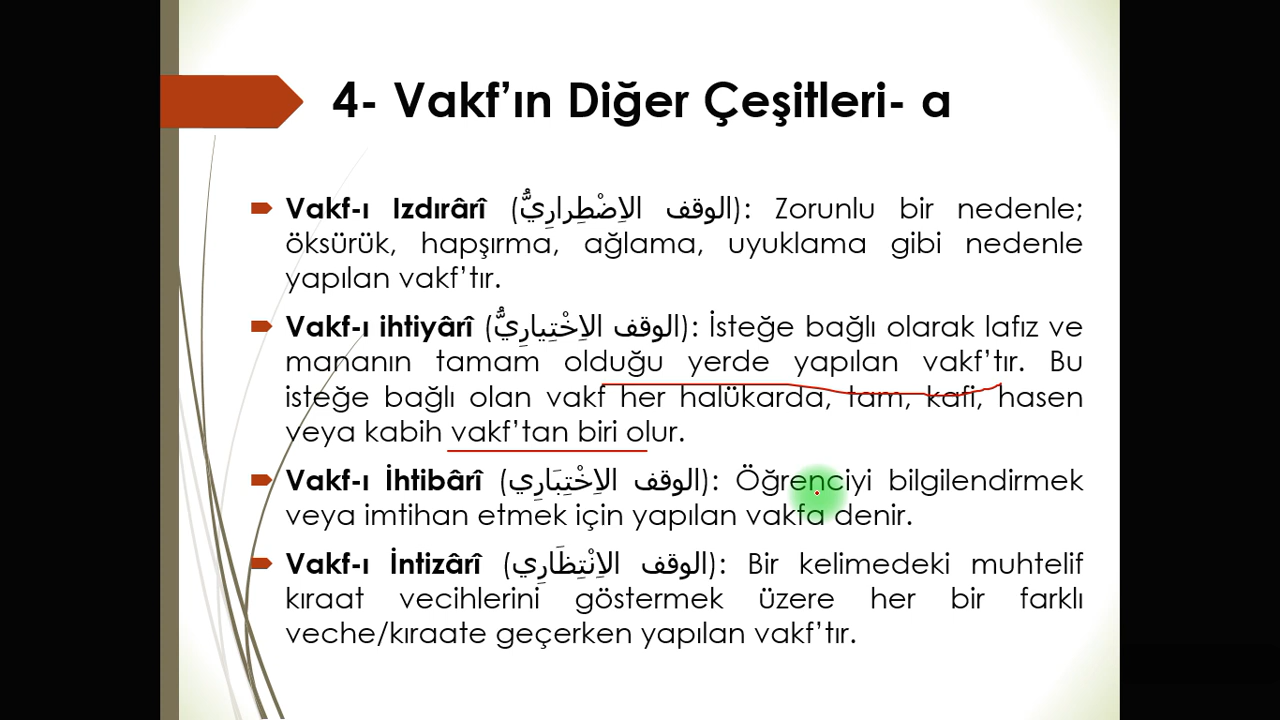 4- Vakf’ın Diğer Çeşitleri- a
Vakf-ı Izdırârî (الوقف الاِضْطِرارِيُّ): Zorunlu bir nedenle;
öksürük, hapşırma, ağlama, uyuklama gibi nedenle
yapılan vakf’tır.
Vakf-ı ihtiyârî (الوقف الاِخْتِيارِيُّ): İsteğe bağlı olarak lafız ve
mananın tamam olduğu yerde yapılan vakf’tır. Bu
isteğe bağlı olan vakf her halükarda, tam, kafi, hasen
veya kabih vakf’tan biri olur.
Vakf-ı İhtibârî (الوقف الاِخْتِبَارِي): Öğrenciyi bilgilendirmek
veya imtihan etmek için yapılan vakfa denir.
Vakf-ı İntizârî (الوقف الاِنْتِظَارِي): Bir kelimedeki muhtelif
kıraat vecihlerini göstermek üzere her bir farklı
veche/kıraate geçerken yapılan vakf’tır.